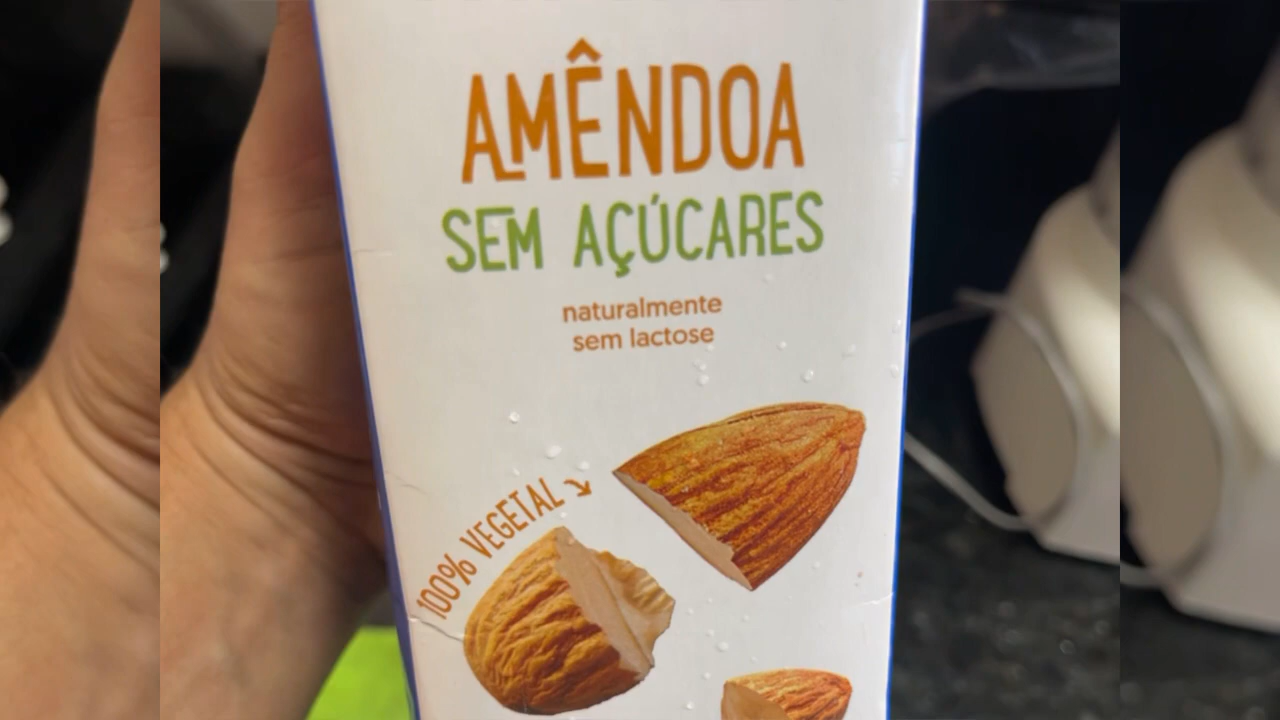 AMÊNDOA
SEM AÇÚCARES
naturalmente
sem lactose
100% VEGETAL